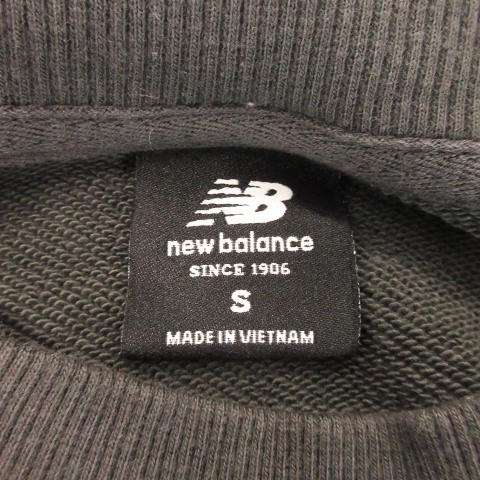 NB
new balance
SINCE 1906
S
MADE IN VIETNAM